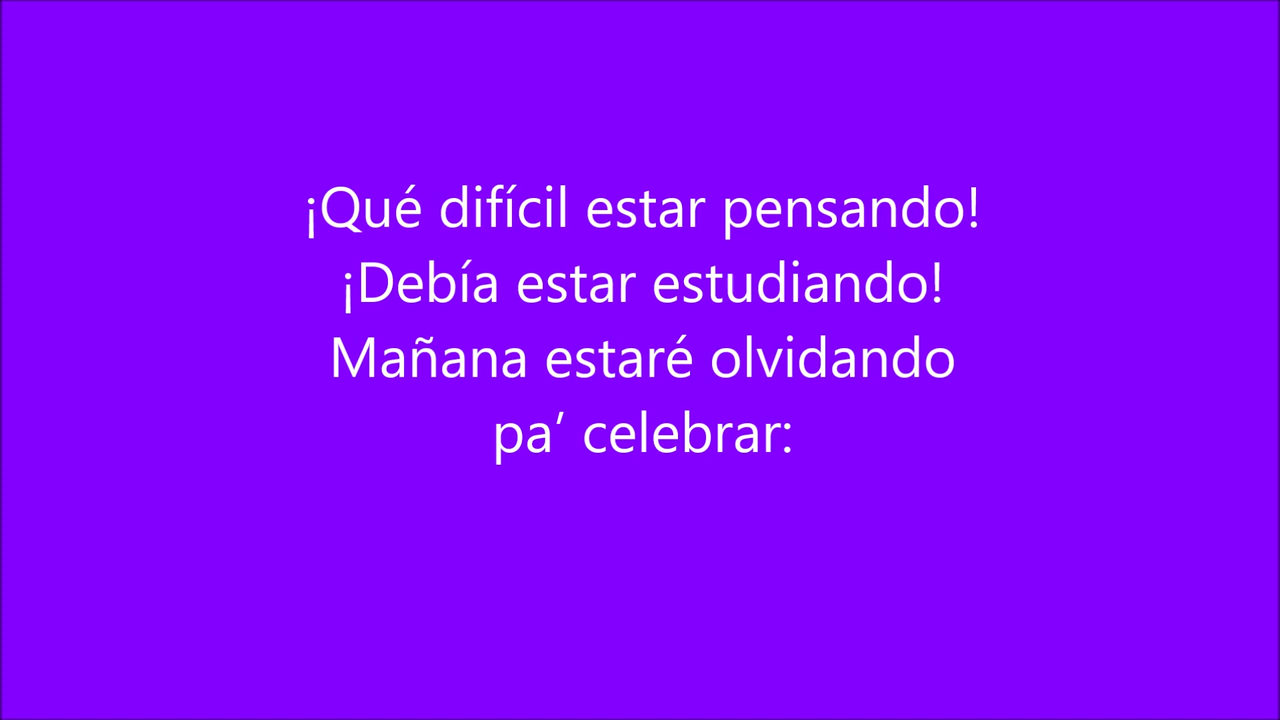 ¡Qué difícil estar pensando!
¡Debía estar estudiando!
Mañana estaré olvidando
pa’ celebrar: